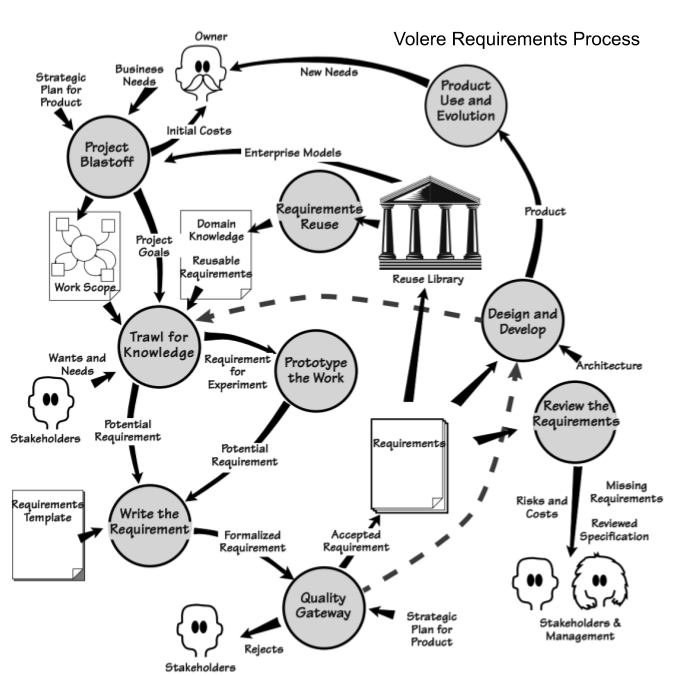 Volere Requirements Process
Owner
Strategic
Plan for
Product
Business
Needs
New Needs
Product
Use and
Evolution
Initial Costs
Project
Blastoff
Enterprise Models
Requirements
Reuse
Domain
Knowledge
Reusable
Requirements
Project
Goals
Work Scope
Reuse Library
Product
Design and
Develop
Trawl for
Knowledge
Requirement
for
Experiment
Prototype
the Work
Architecture
Wants and
Needs
Stakeholders
Potential
Requirement
Potential
Requirement
Requirements
Review the
Requirements
Requirements
Template
Write the
Requirement
Formalized
Requirement
Accepted
Requirement
Risks and
Costs
Missing
Requirements
Reviewed
Specification
Quality
Gateway
Strategic
Plan for
Product
Stakeholders &
Management
Rejects
Stakeholders